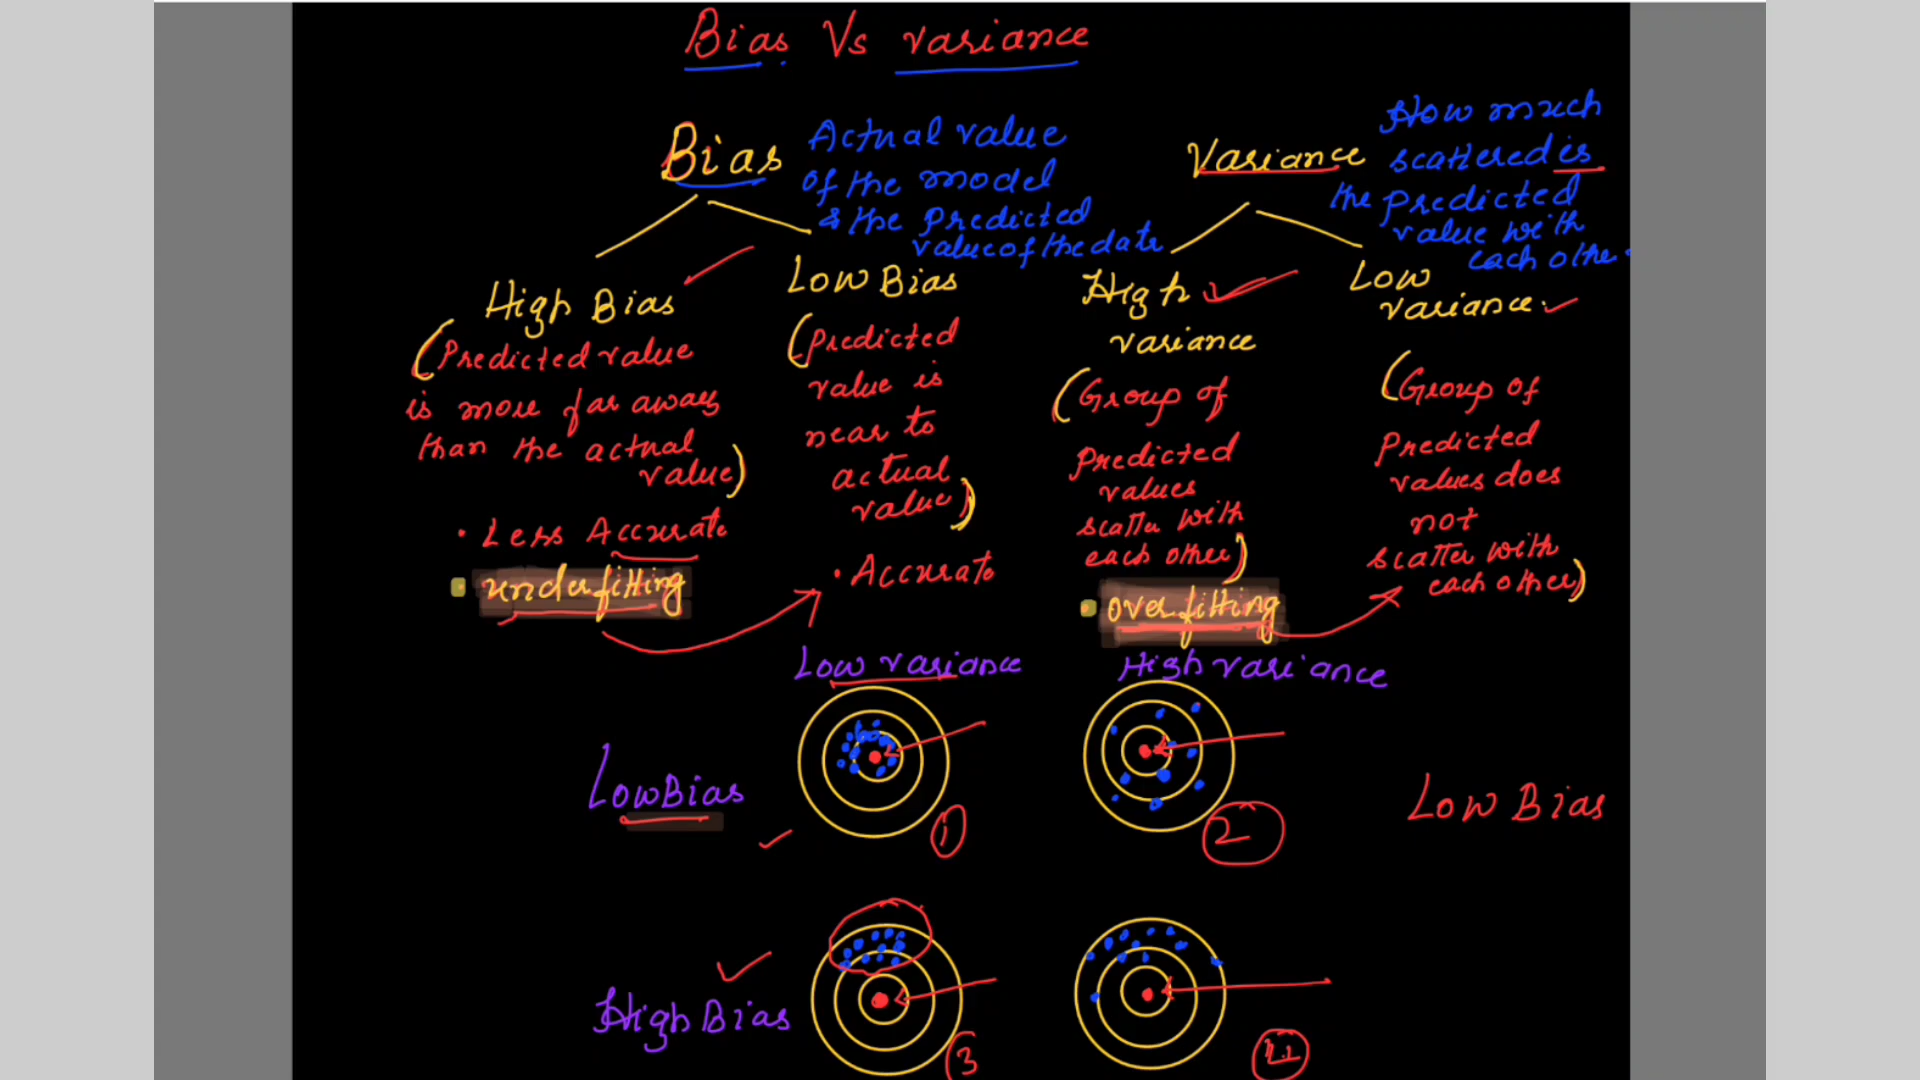 Bias Vs variance
Bias
Actual value
of the model
& the predicted
value of the date
Variance
How much
scattered is
the predicted
value with
each othe
High Bias
(Predicted value
is more far away
than the actual
value)
• Less Accurate
• underfitting
Low Bias
(Predicted
value is
near to
actual
value)
• Accurate
High
variance
(Group of
Predicted
values
scatter with
each other)
• overfitting
Low
variance
(Group of
Predicted
values does
not
scatter with
each other)
Low variance
High variance
Low Bias
1
2
Low Bias
High Bias
3
4